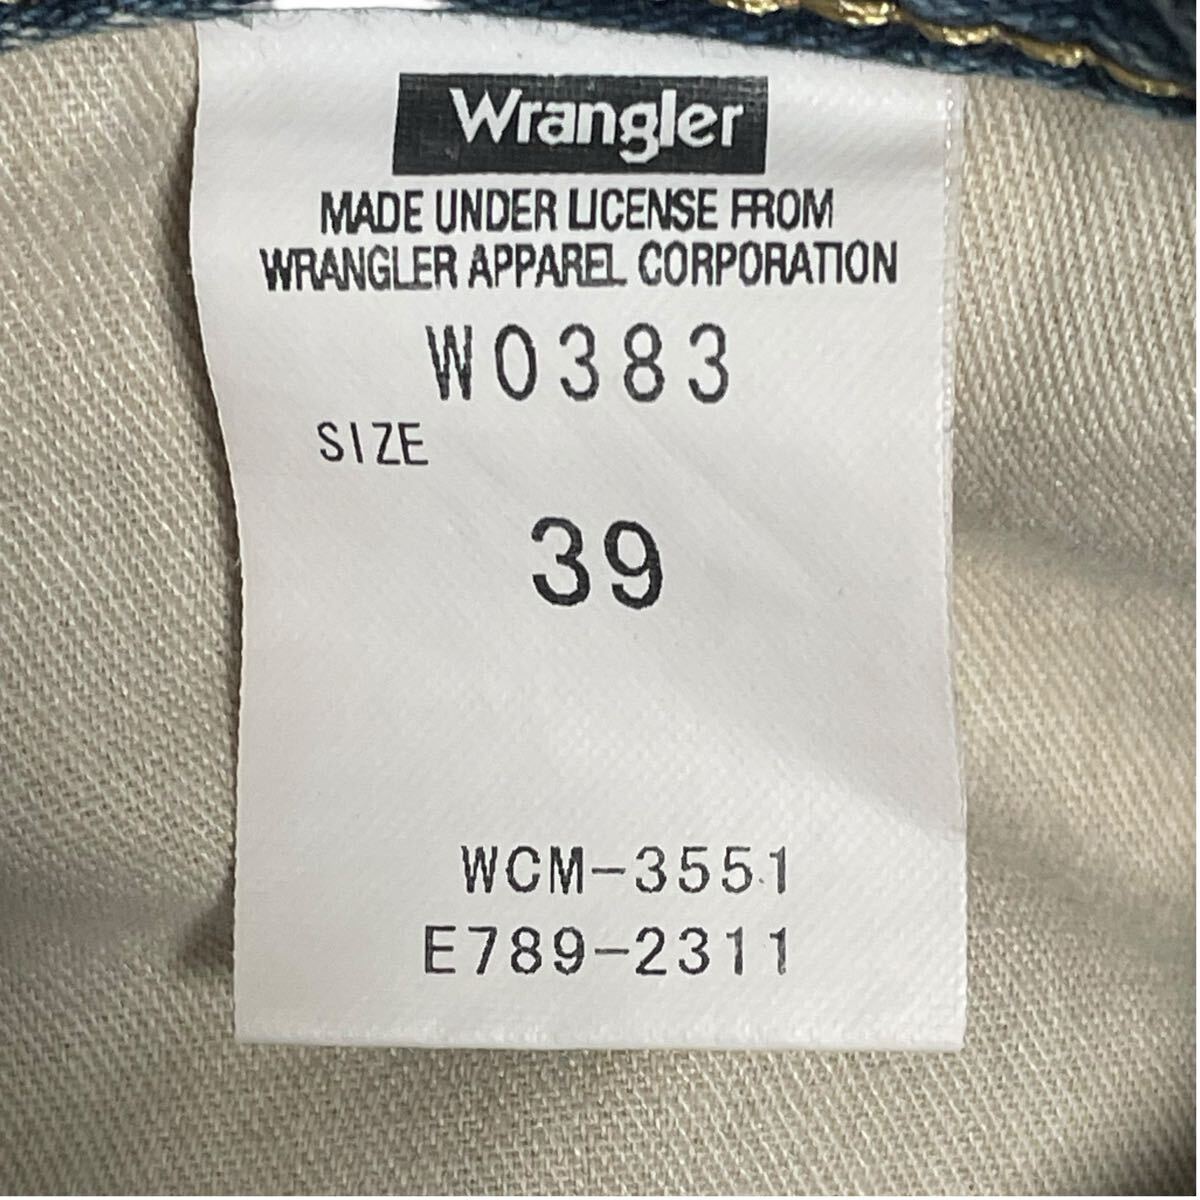 Wrangler
MADE UNDER LICENSE FROM
WRANGLER APPAREL CORPORATION
W0383
SIZE
39
WCM-3551
E789-2311